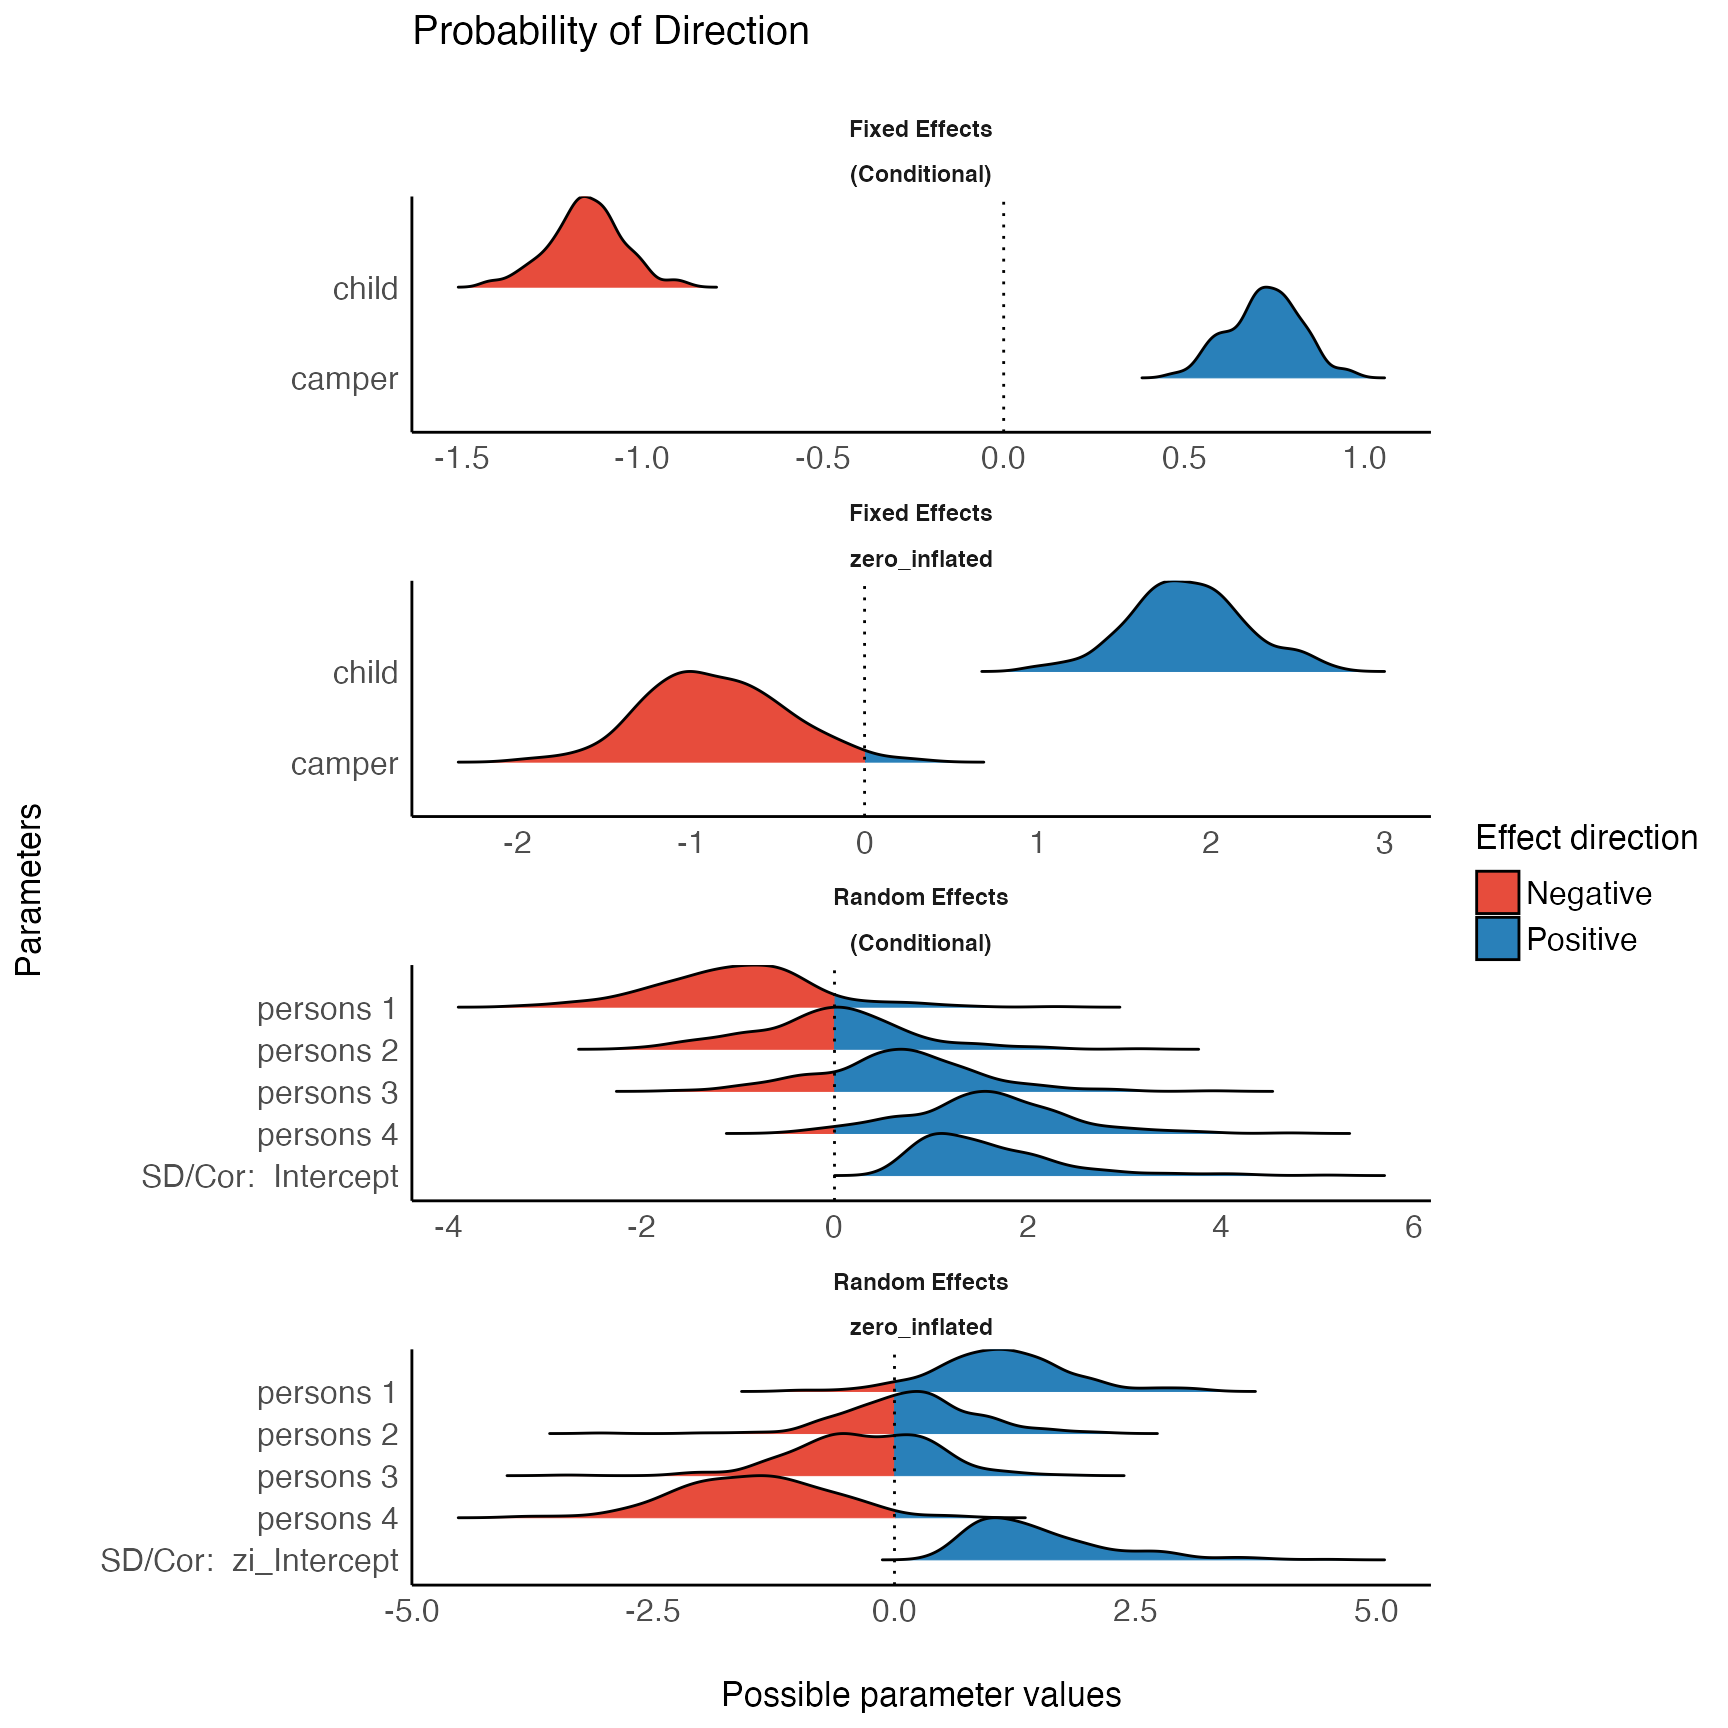 Probability of Direction
Fixed Effects
(Conditional)
child
camper
-1.5 -1.0 -0.5 0.0 0.5 1.0
Fixed Effects
zero_inflated
child
camper
-2 -1 0 1 2 3
Random Effects
(Conditional)
persons 1
persons 2
persons 3
persons 4
SD/Cor: Intercept
-4 -2 0 2 4 6
Random Effects
zero_inflated
persons 1
persons 2
persons 3
persons 4
SD/Cor: zi_Intercept
-5.0 -2.5 0.0 2.5 5.0
Possible parameter values
Parameters
Effect direction
Negative
Positive